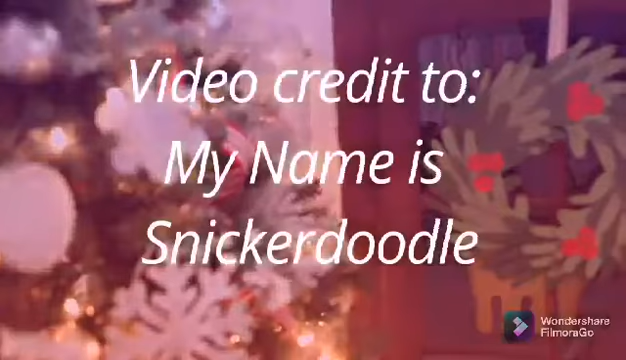 Video credit to:
My Name is
Snickerdoodle
Wondershare
FilmoraGo